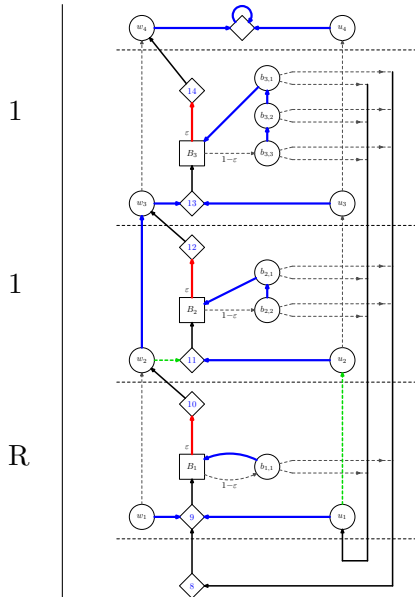 w₄ u₄
14
b₃,₁
1
b₃,₂
ε
B₃ b₃,₃
1−ε
w₃ 13 u₃
12
b₂,₁
1
ε
B₂ b₂,₂
1−ε
w₂ 11 u₂
10
ε
R
B₁ b₁,₁
1−ε
w₁ 9 u₁
8